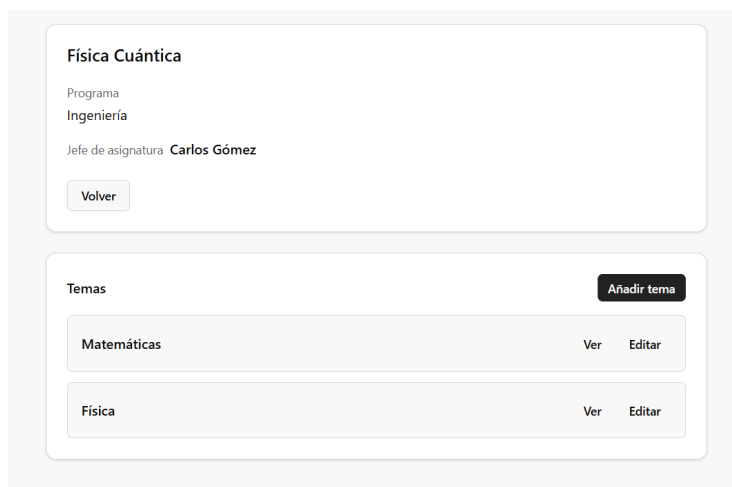 Física Cuántica
Programa
Ingeniería
Jefe de asignatura Carlos Gómez
Volver
Temas
Añadir tema
Matemáticas
Ver
Editar
Física
Ver
Editar